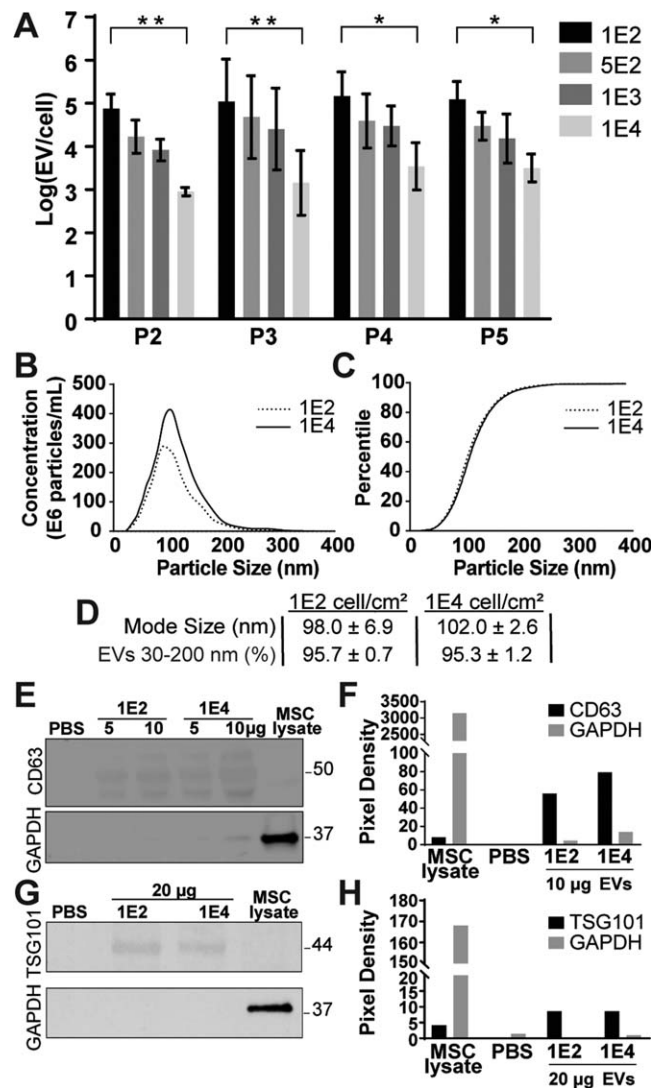 A
** ** * *
1E2
5E2
1E3
1E4
Log(EV/cell)
7
6
5
4
3
2
1
0
P2 P3 P4 P5
B
Concentration
(E6 particles/mL)
500
400
300
200
100
0
1E2
1E4
0 100 200 300 400
Particle Size (nm)
C
Percentile
100
80
60
40
20
0
1E2
1E4
0 100 200 300 400
Particle Size (nm)
D
1E2 cell/cm² 1E4 cell/cm²
Mode Size (nm) 98.0 ± 6.9 102.0 ± 2.6
EVs 30-200 nm (%) 95.7 ± 0.7 95.3 ± 1.2
E
1E2 1E4 MSC
PBS 5 10 5 10µg lysate
CD63
50
GAPDH
37
F
Pixel Density
3500
3000
2500
2000
100
80
60
40
20
0
CD63
GAPDH
MSC PBS 1E2 1E4
lysate 10 µg EVs
G
20 µg MSC
PBS 1E2 1E4 lysate
TSG101
44
GAPDH
37
H
Pixel Density
180
170
160
150
20
15
10
5
0
TSG101
GAPDH
MSC PBS 1E2 1E4
lysate 20 µg EVs